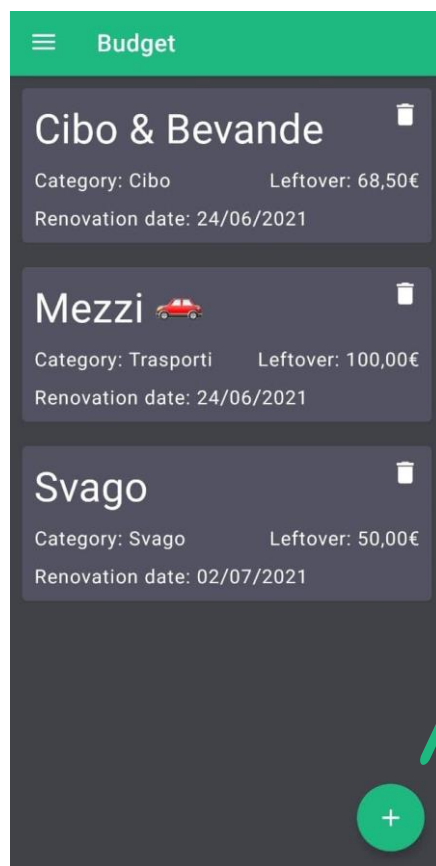 Budget
Cibo & Bevande
Category: Cibo Leftover: 68,50€
Renovation date: 24/06/2021
Mezzi 🚗
Category: Trasporti Leftover: 100,00€
Renovation date: 24/06/2021
Svago
Category: Svago Leftover: 50,00€
Renovation date: 02/07/2021
+